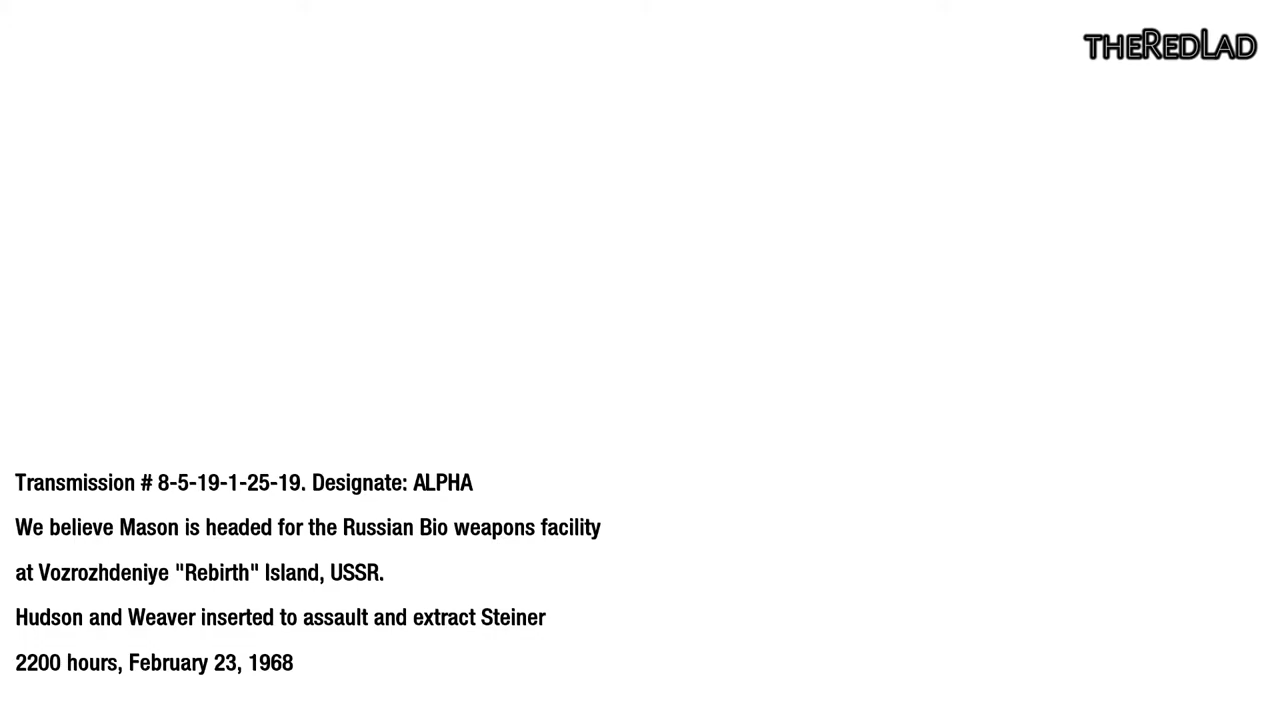 theRedLad
Transmission # 8-5-19-1-25-19. Designate: ALPHA
We believe Mason is headed for the Russian Bio weapons facility
at Vozrozhdeniye "Rebirth" Island, USSR.
Hudson and Weaver inserted to assault and extract Steiner
2200 hours, February 23, 1968